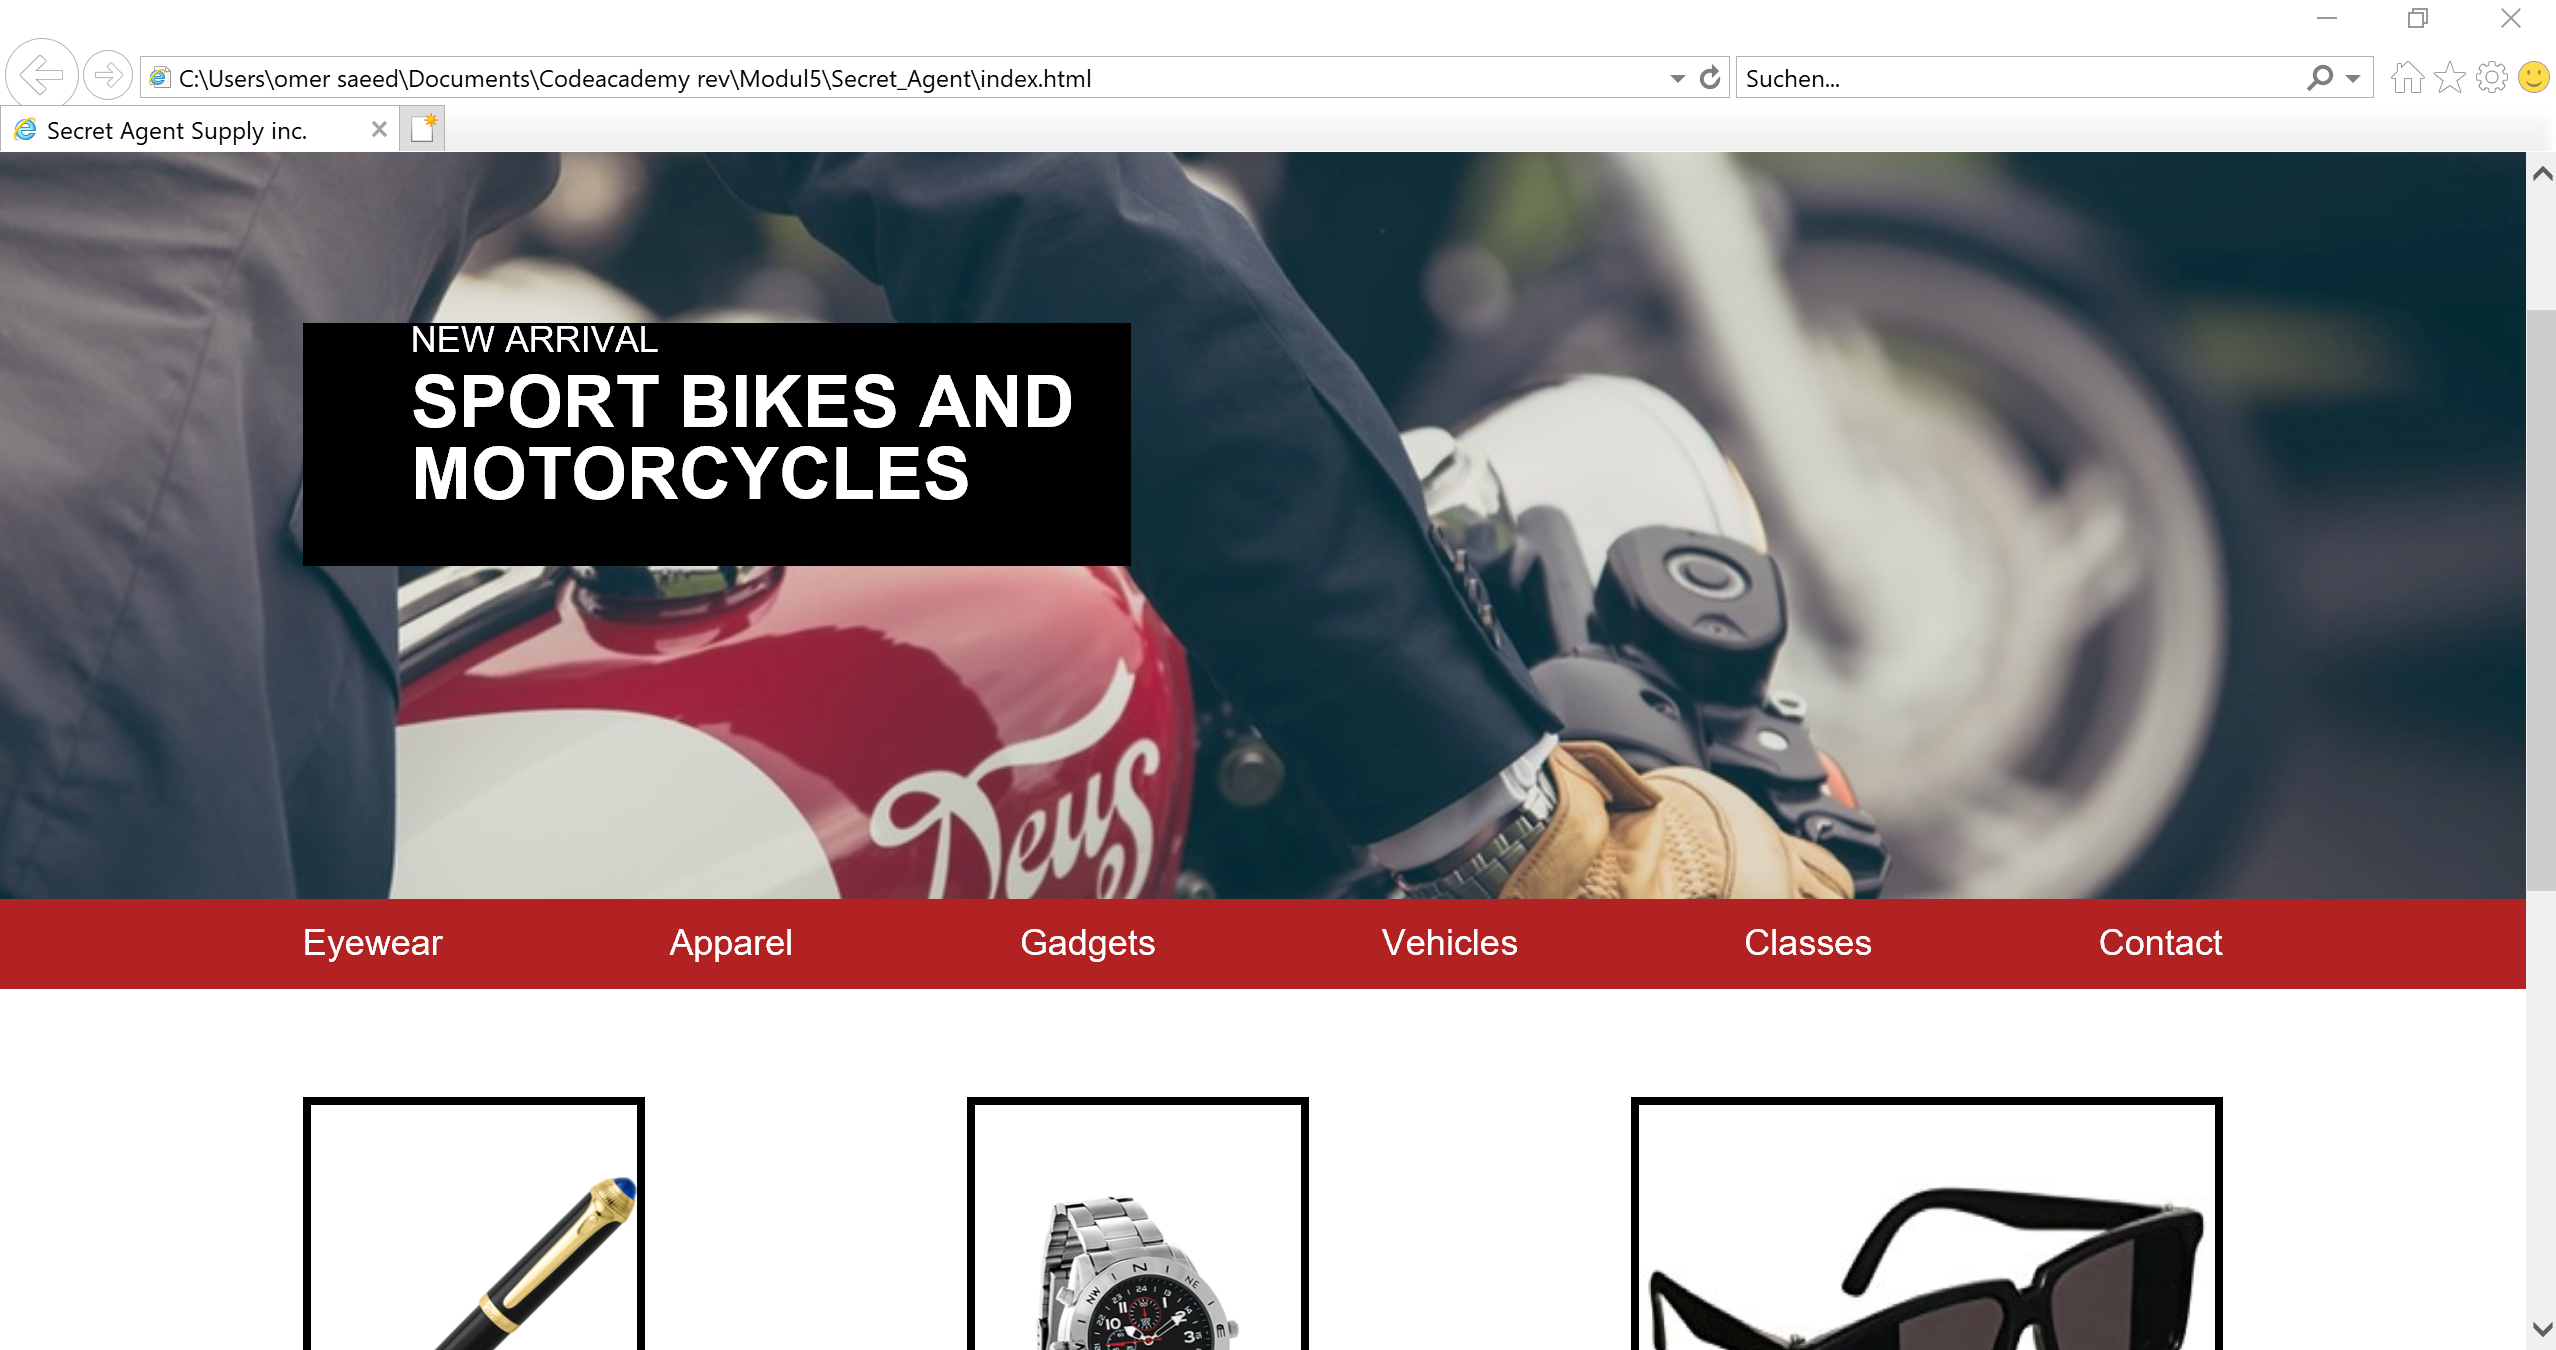 C:\Users\omer saeed\Documents\Codeacademy rev\Modul5\Secret_Agent\index.html
Suchen...
Secret Agent Supply inc.
NEW ARRIVAL
SPORT BIKES AND
MOTORCYCLES
Deus
Eyewear Apparel Gadgets Vehicles Classes Contact